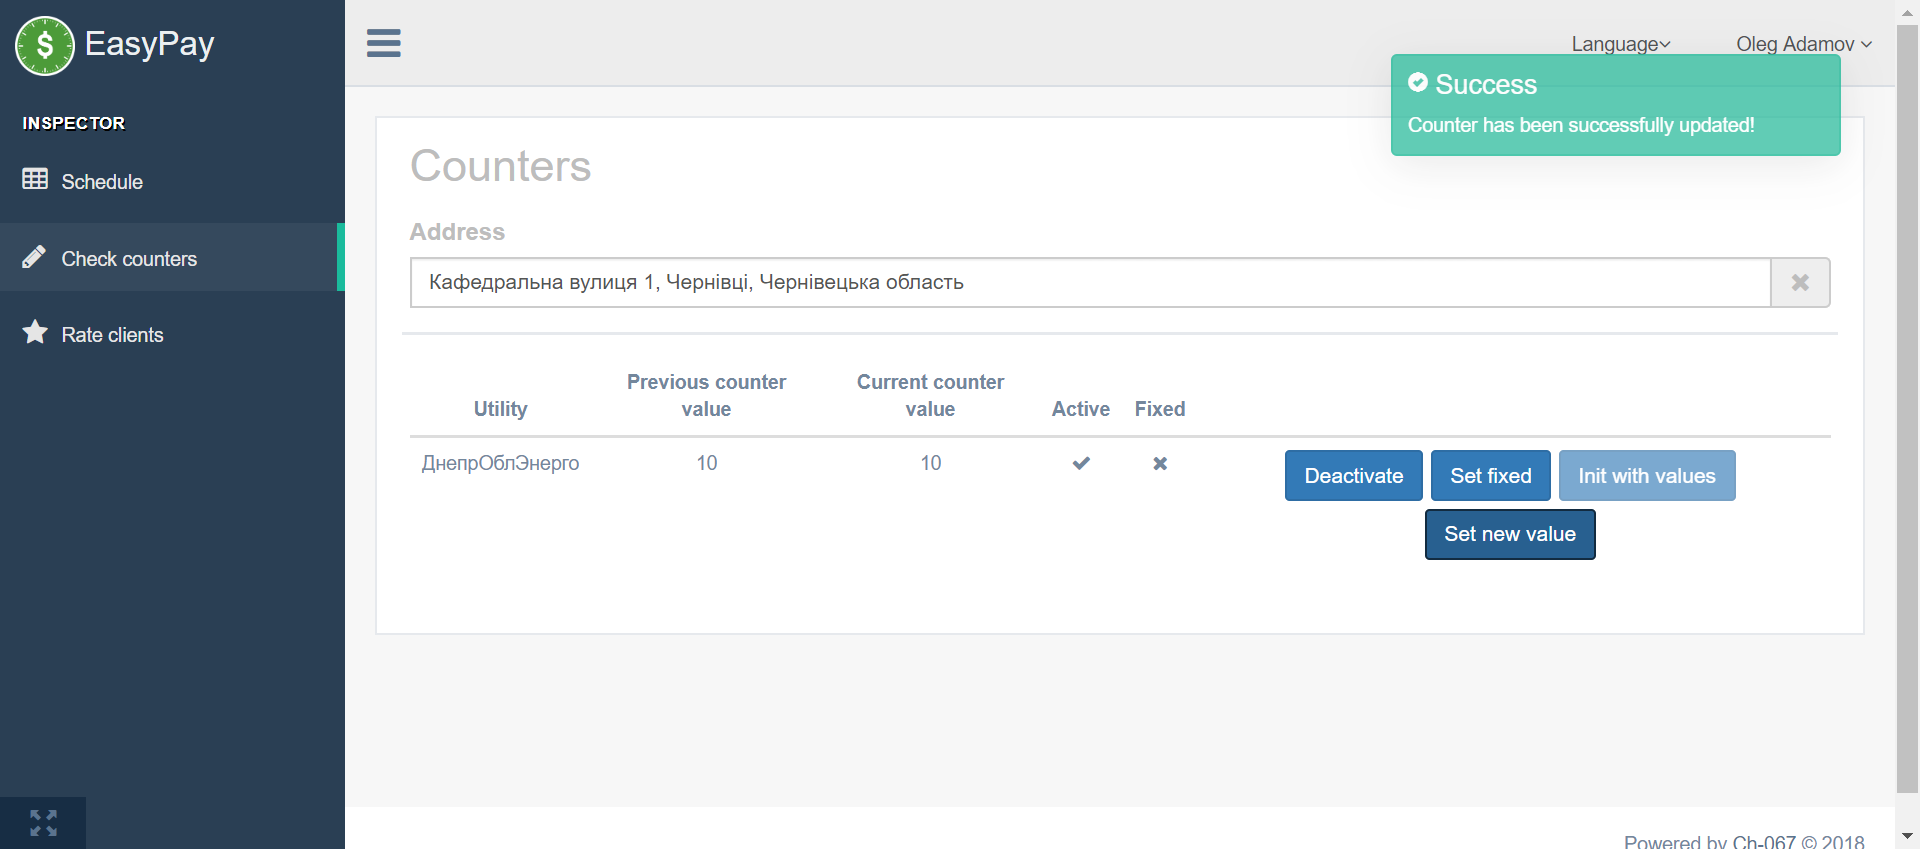 EasyPay
INSPECTOR
Schedule
Check counters
Rate clients
Language
Oleg Adamov
Success
Counter has been successfully updated!
Counters
Address
Кафедральна вулиця 1, Чернівці, Чернівецька область
Utility
Previous counter
value
Current counter
value
Active
Fixed
ДнепрОблЭнерго
10
10
Deactivate
Set fixed
Init with values
Set new value
Powered by Ch-067 © 2018